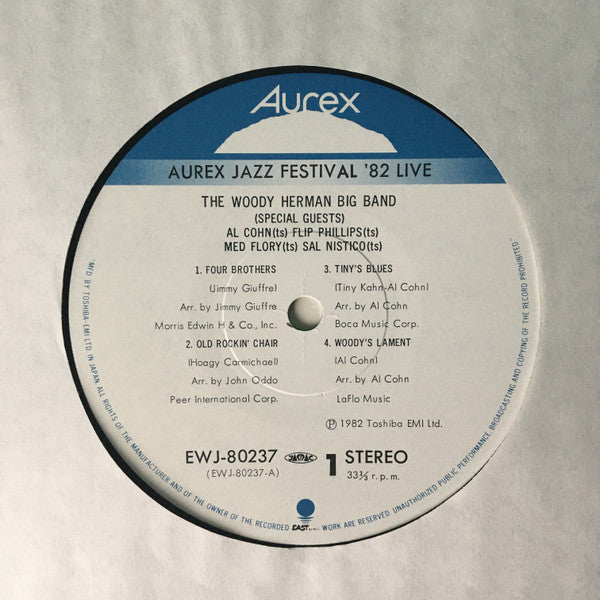 Aurex
AUREX JAZZ FESTIVAL '82 LIVE
THE WOODY HERMAN BIG BAND
(SPECIAL GUESTS)
AL COHN(ts) FLIP PHILLIPS(ts)
MED FLORY(ts) SAL NISTICO(ts)
1. FOUR BROTHERS
(Jimmy Giuffre)
Arr. by Jimmy Giuffre
Morris Edwin H & Co., Inc.
2. OLD ROCKIN' CHAIR
(Hoagy Carmichael)
Arr. by John Oddo
Peer International Corp.
3. TINY'S BLUES
(Tiny Kahn-Al Cohn)
Arr. by Al Cohn
Boca Music Corp.
4. WOODY'S LAMENT
(Al Cohn)
Arr. by Al Cohn
LaFlo Music
Ⓟ 1982 Toshiba EMI Ltd.
EWJ-80237 JASRAC 1 STEREO
(EWJ-80237-A) 33⅓ r.p.m.
EAST
"MFD BY TOSHIBA-EMI LTD IN JAPAN. ALL RIGHTS OF THE MANUFACTURER AND OF THE OWNER OF THE RECORDED WORK ARE RESERVED. UNAUTHORIZED PUBLIC PERFORMANCE, BROADCASTING AND COPYING OF THE RECORD PROHIBITED."